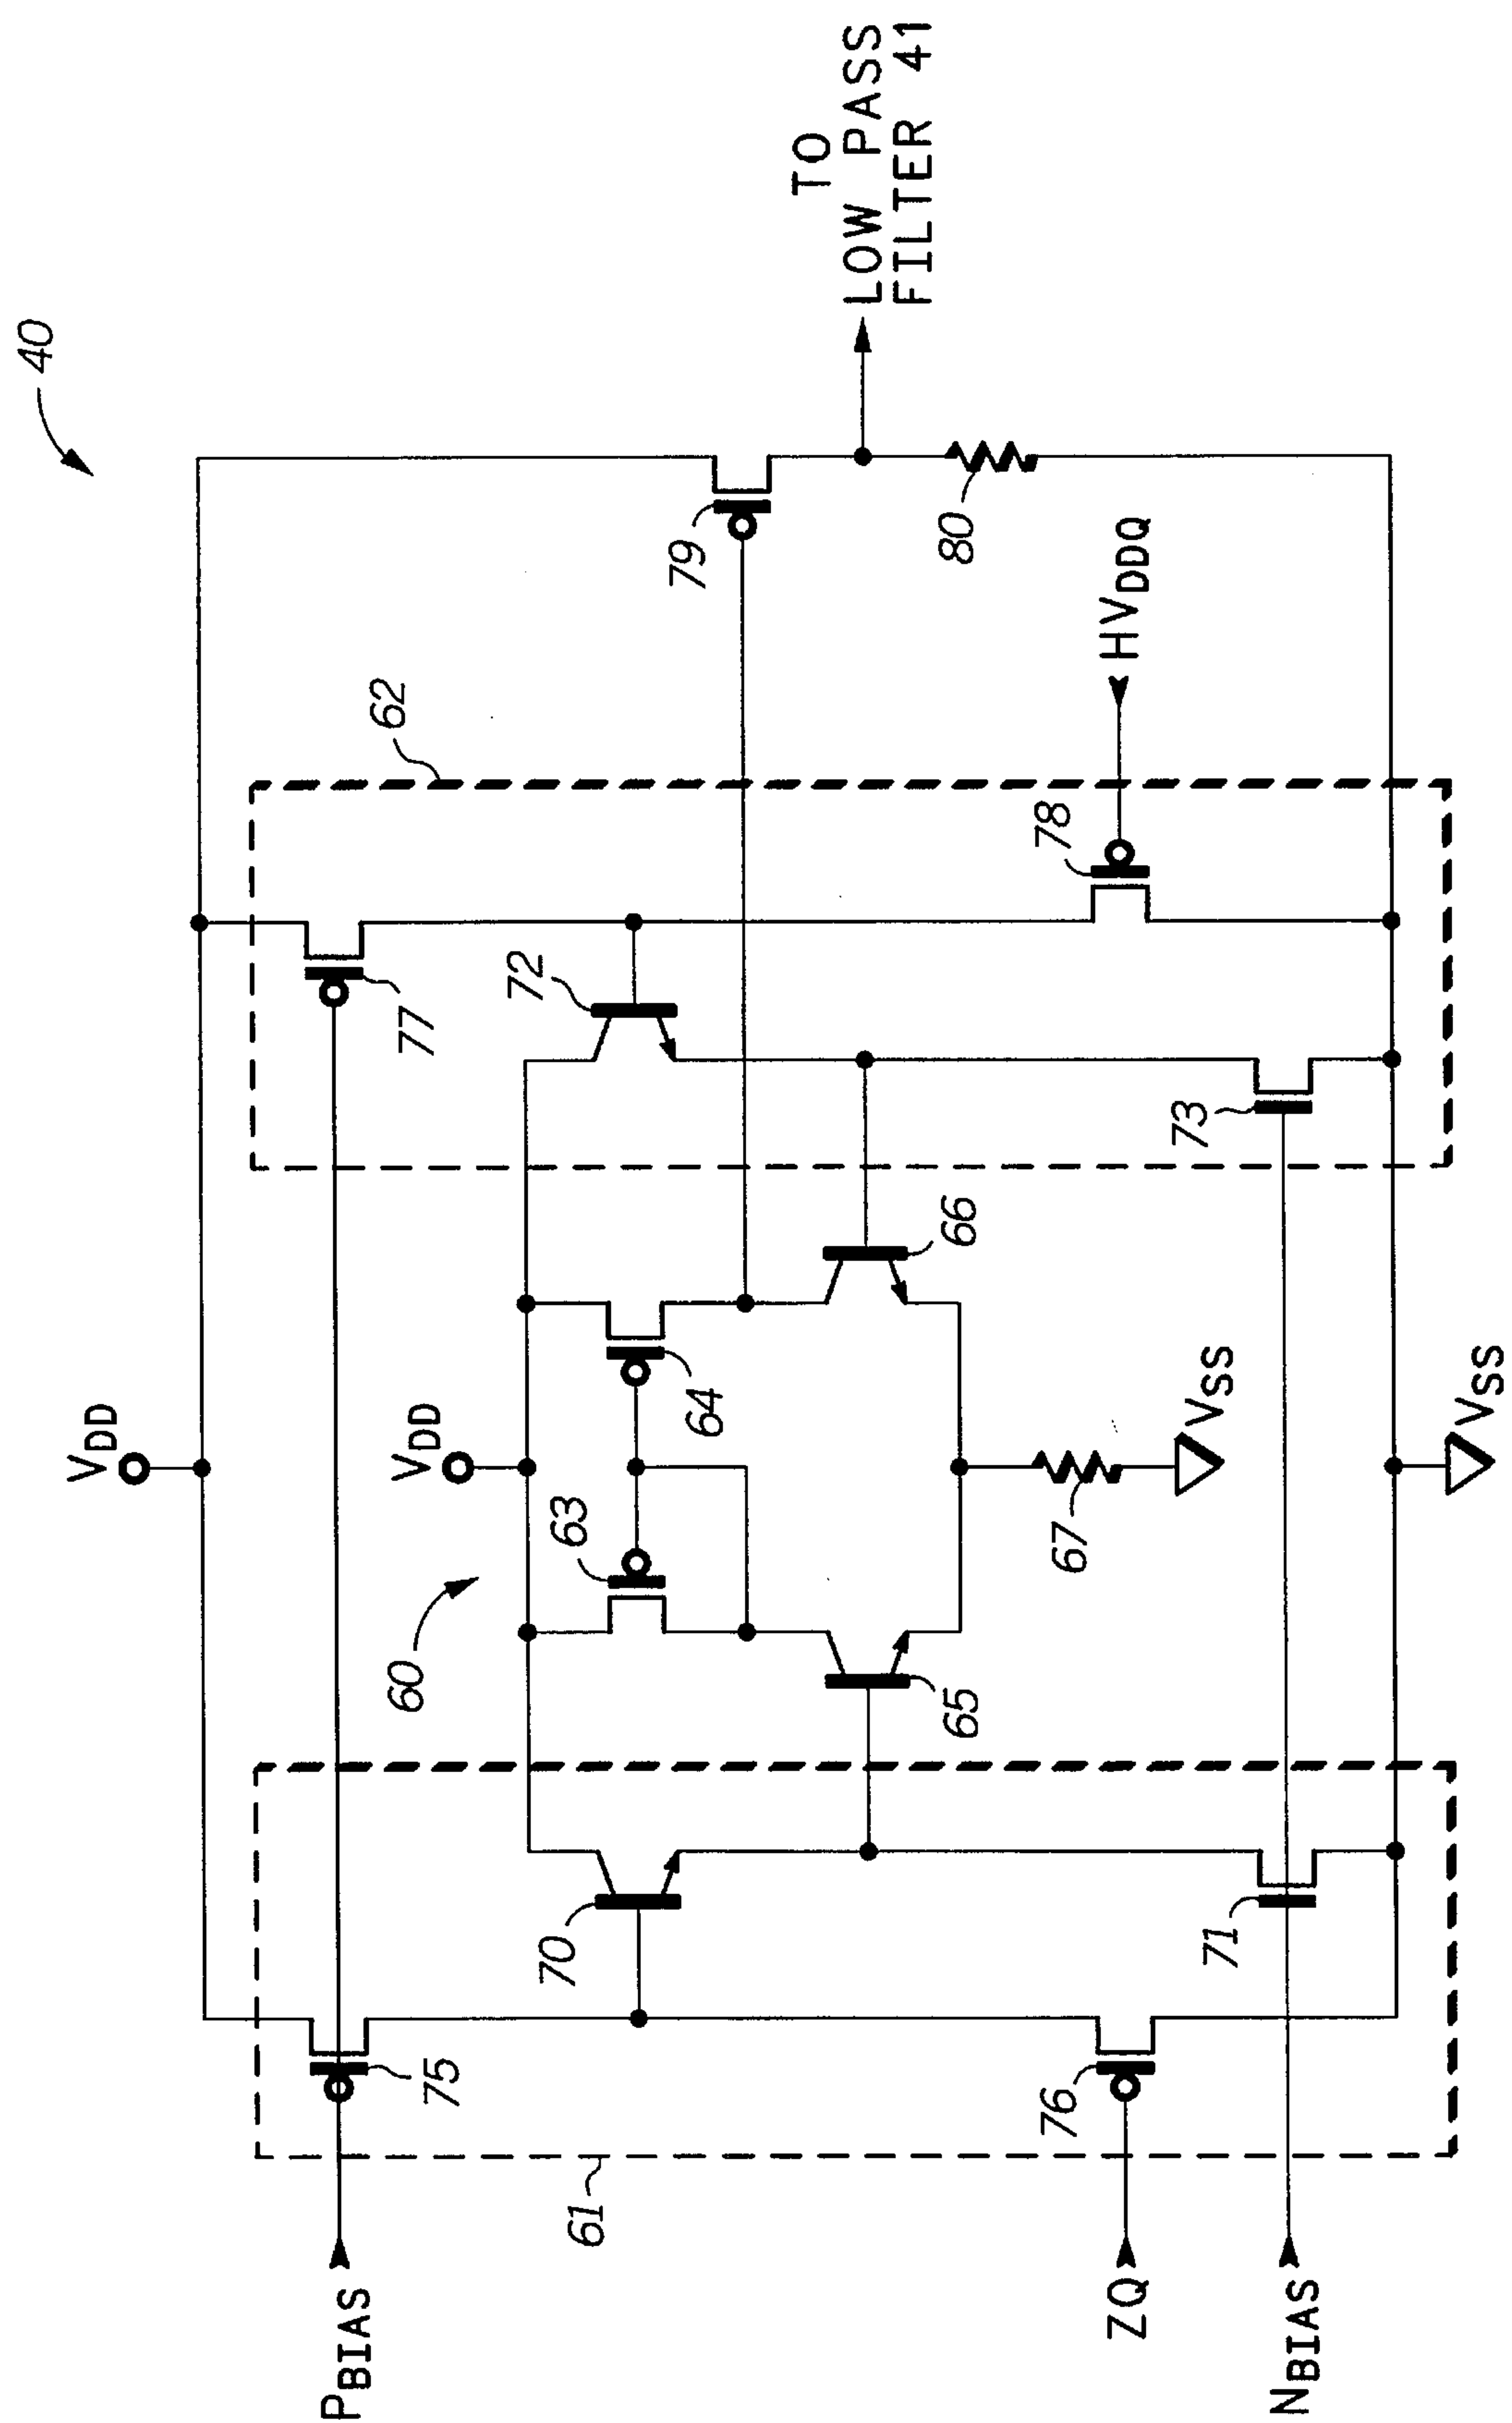 40
VDD
62
VDD
60
63
64
72
77
79
TO
LOW PASS
FILTER 41
61
70
75
65
66
67
VSS
78
80
HVDDQ
76
71
73
VSS
PBIAS
ZQ
NBIAS